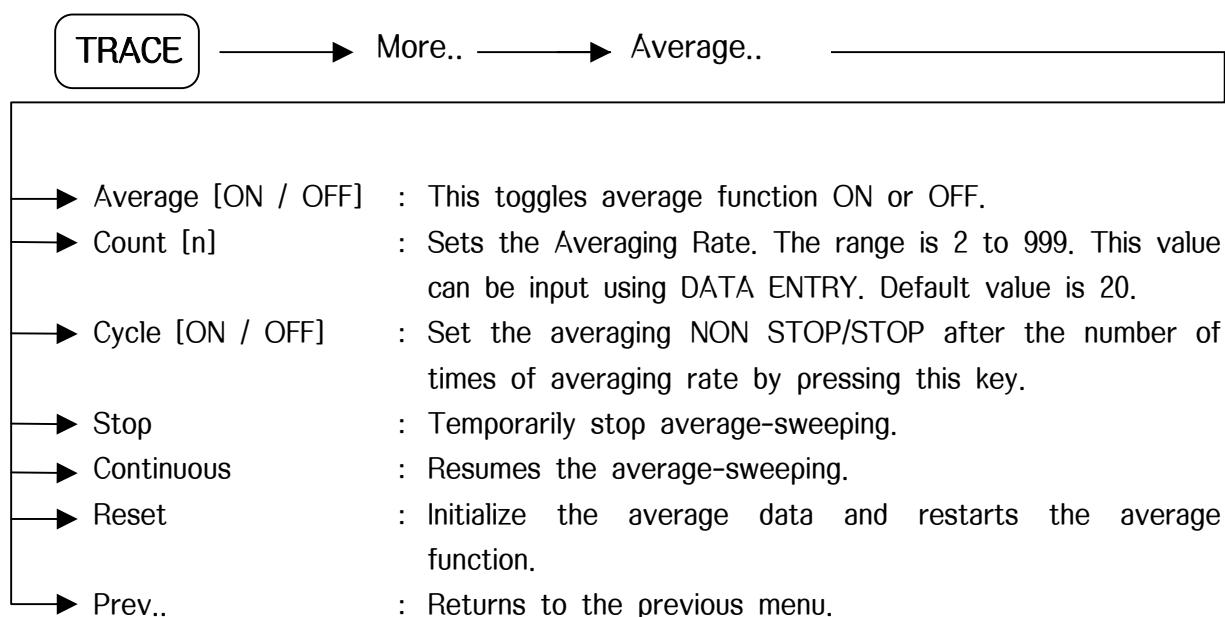 TRACE More.. Average..
Average [ON / OFF] : This toggles average function ON or OFF.
Count [n] : Sets the Averaging Rate. The range is 2 to 999. This value
can be input using DATA ENTRY. Default value is 20.
Cycle [ON / OFF] : Set the averaging NON STOP/STOP after the number of
times of averaging rate by pressing this key.
Stop : Temporarily stop average-sweeping.
Continuous : Resumes the average-sweeping.
Reset : Initialize the average data and restarts the average
function.
Prev.. : Returns to the previous menu.